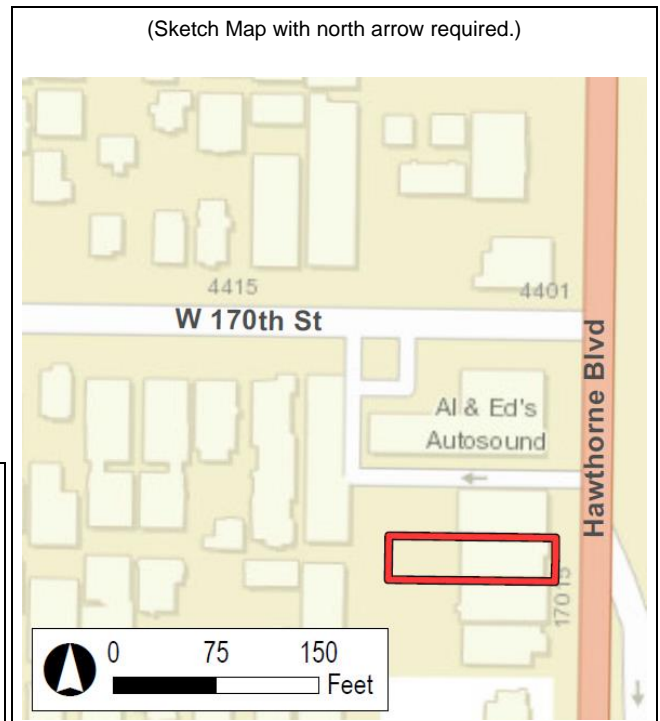 (Sketch Map with north arrow required.)
4415
4401
W 170th St
Hawthorne Blvd
Al & Ed's
Autosound
17015
0 75 150
Feet